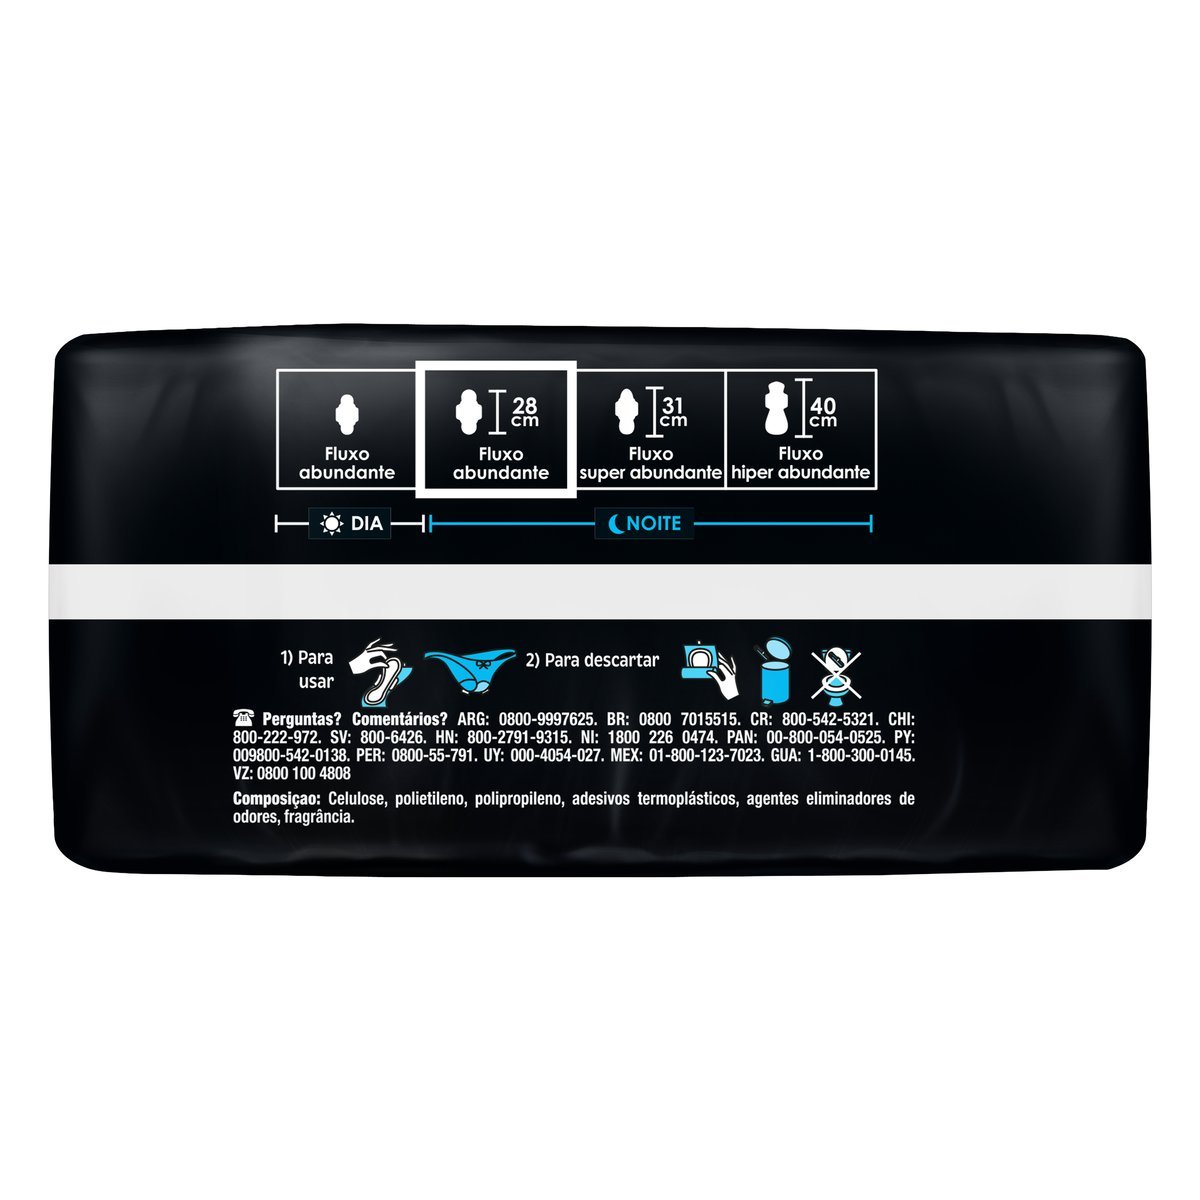 28
cm
31
cm
40
cm
Fluxo
abundante
Fluxo
abundante
Fluxo
super abundante
Fluxo
hiper abundante
DIA
NOITE
1) Para
usar
2) Para descartar
Perguntas? Comentários? ARG: 0800-9997625. BR: 0800 7015515. CR: 800-542-5321. CHI:
800-222-972. SV: 800-6426. HN: 800-2791-9315. NI: 1800 226 0474. PAN: 00-800-054-0525. PY:
009800-542-0138. PER: 0800-55-791. UY: 000-4054-027. MEX: 01-800-123-7023. GUA: 1-800-300-0145.
VZ: 0800 100 4808
Composiçao: Celulose, polietileno, polipropileno, adesivos termoplásticos, agentes eliminadores de
odores, fragrância.